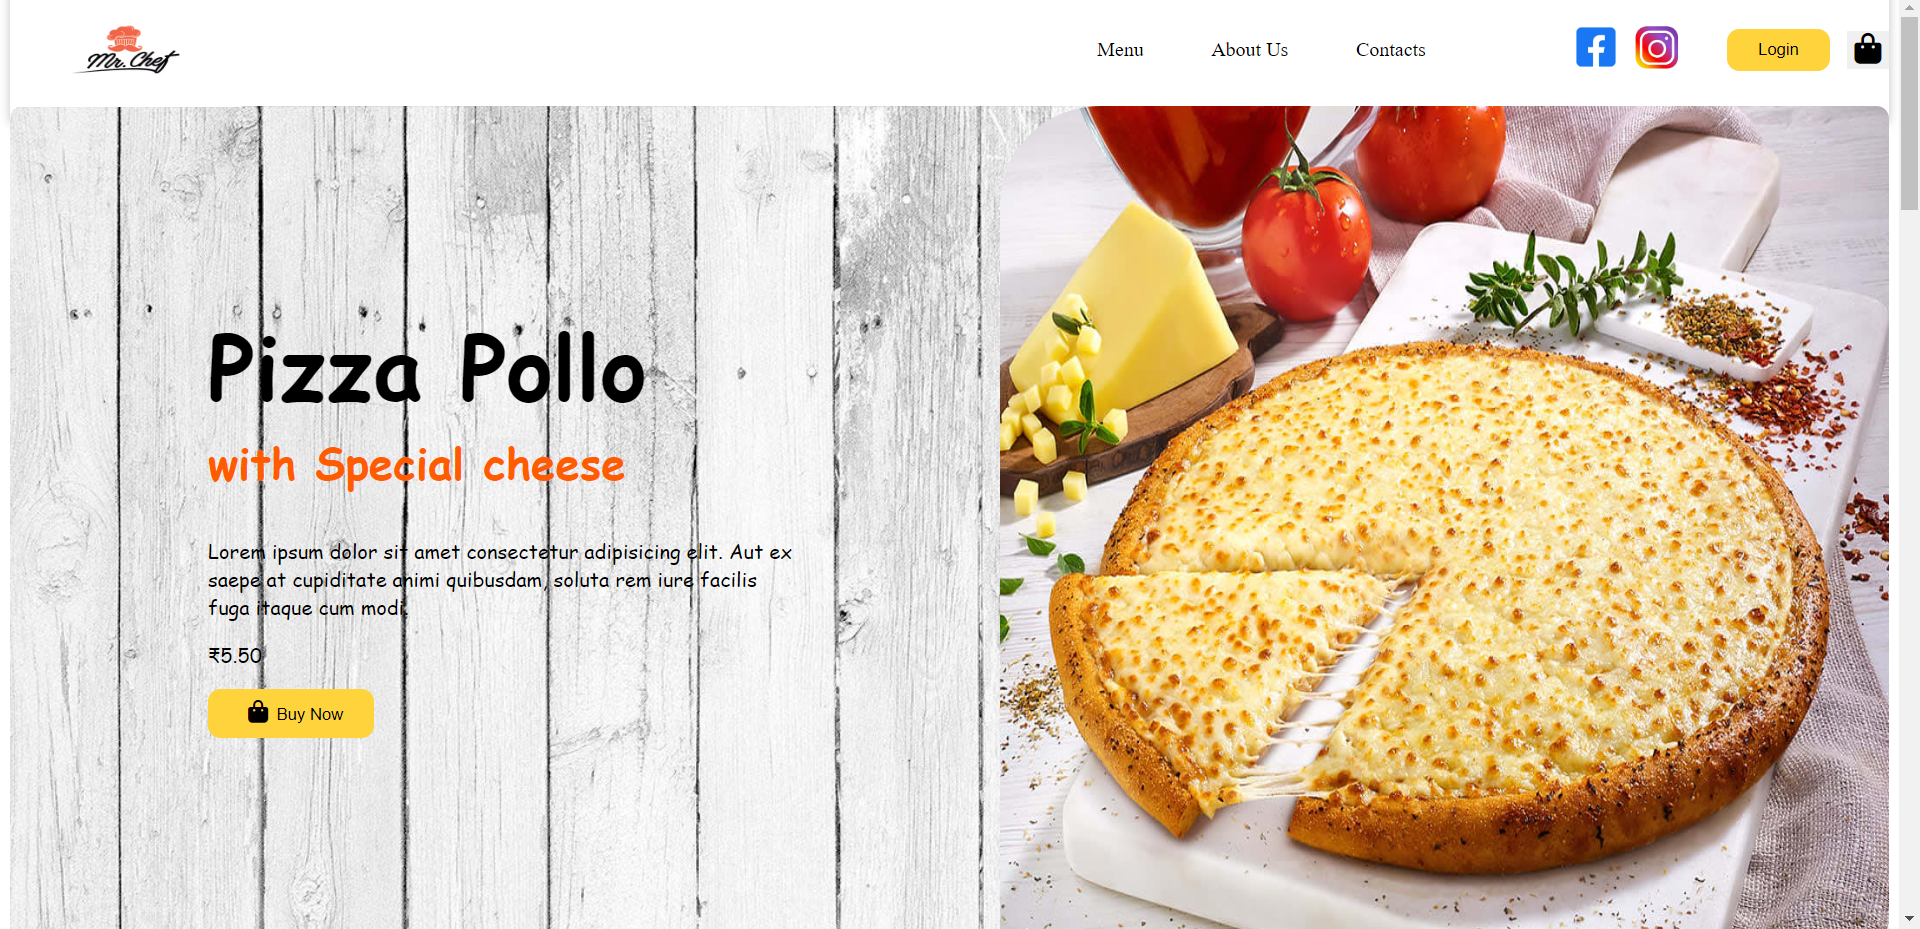 Mr. Chef
Menu
About Us
Contacts
Login
Pizza Pollo
with Special cheese
Lorem ipsum dolor sit amet consectetur adipisicing elit. Aut ex
saepe at cupiditate animi quibusdam, soluta rem iure facilis
fuga itaque cum modi.
₹5.50
Buy Now